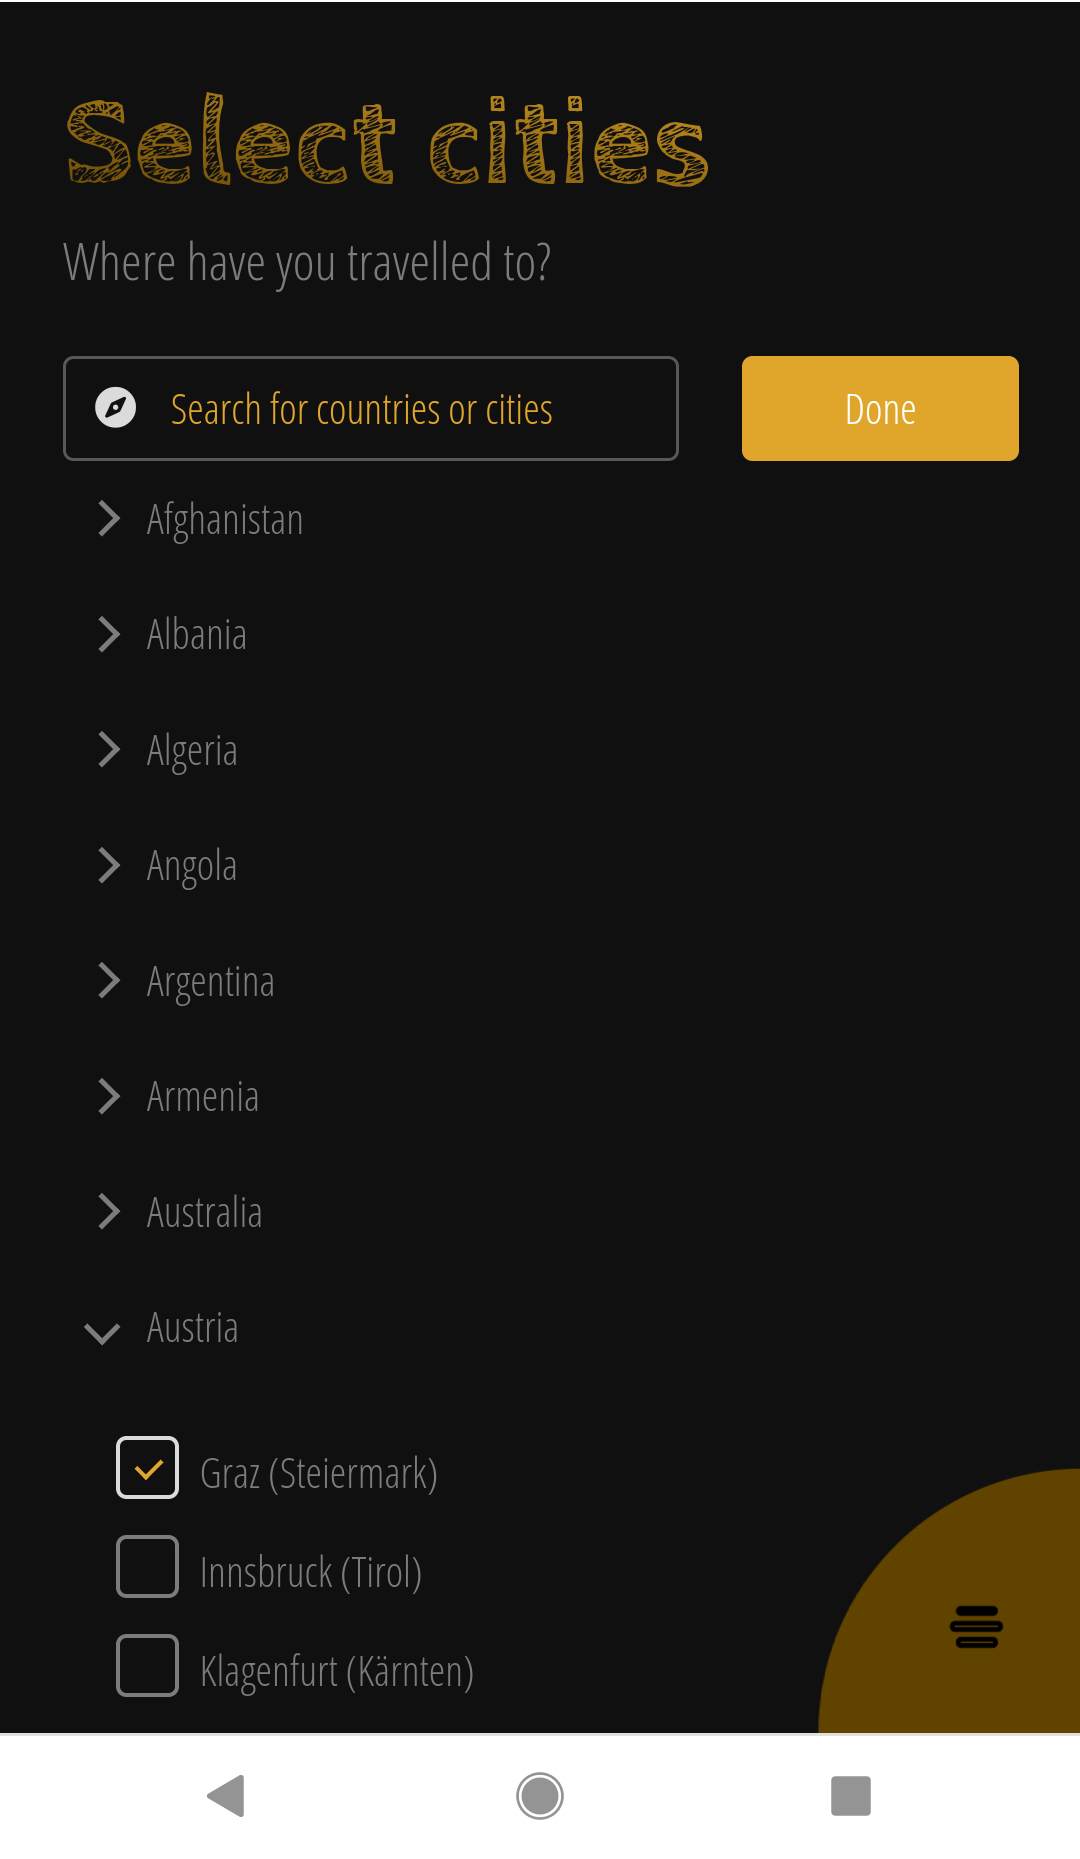 Select cities
Where have you travelled to?
Search for countries or cities
Done
Afghanistan
Albania
Algeria
Angola
Argentina
Armenia
Australia
Austria
Graz (Steiermark)
Innsbruck (Tirol)
Klagenfurt (Kärnten)